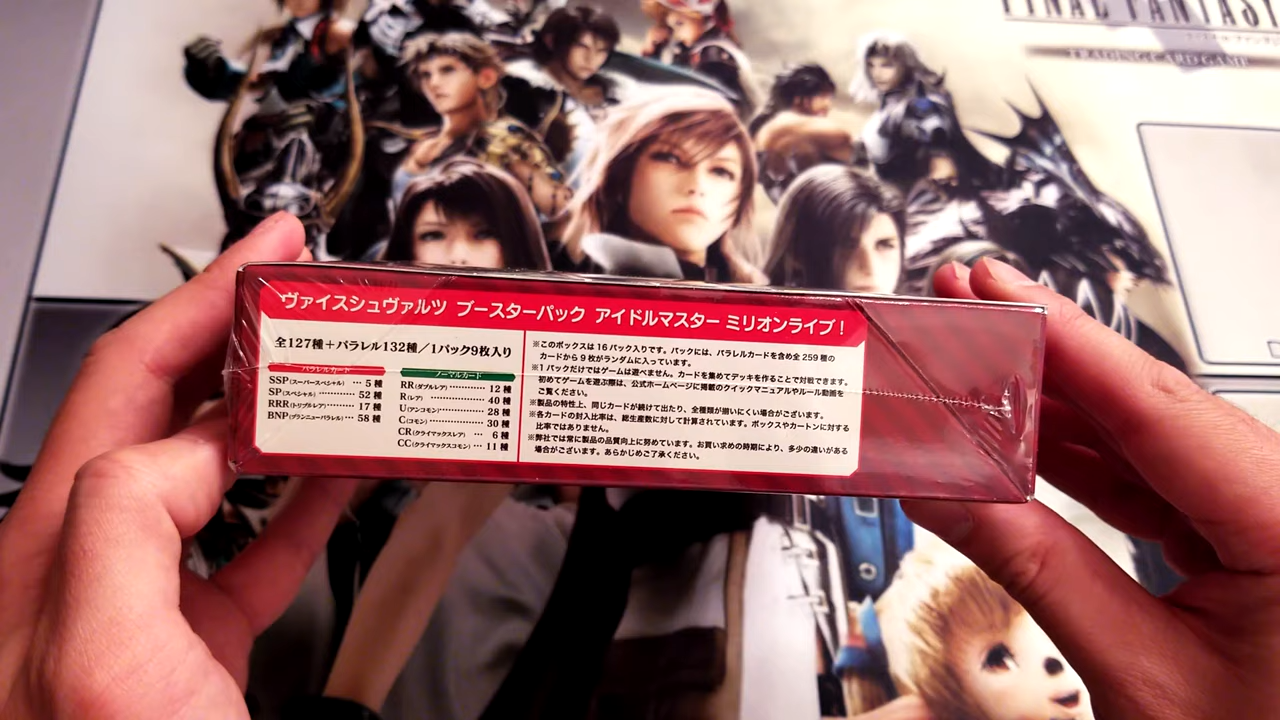 FINAL FANTASY
TRADING CARD GAME
ヴァイスシュヴァルツ ブースターパック アイドルマスター ミリオンライブ!
全127種+パラレル132種/1パック9枚入り
パラレルカード
SSP(スーパースペシャル) … 5種
SP(スペシャル) ………… 52種
RRR(トリプルレア) ……… 17種
BNP(ブランニューパラレル) … 58種
ノーマルカード
RR(ダブルレア) ………… 12種
R(レア) ……………… 40種
U(アンコモン) ………… 28種
C(コモン) …………… 30種
CR(クライマックスレア) … 6種
CC(クライマックスコモン) … 11種
※このボックスは16パック入りです。パックには、パラレルカードを含め全259種の
カードから9枚がランダムに入っています。
※1パックだけではゲームは遊べません。カードを集めてデッキを作ることで対戦できます。
初めてゲームを遊ぶ際は、公式ホームページに掲載のクイックマニュアルやルール動画を
ご覧ください。
※製品の特性上、同じカードが続けて出たり、全種類が揃いにくい場合がございます。
※各カードの封入比率は、総生産数に対して計算されています。ボックスやカートンに対する
比率ではありません。
※弊社では常に製品の品質向上に努めています。お買い求めの時期により、多少の違いがある
場合がございます。あらかじめご了承ください。